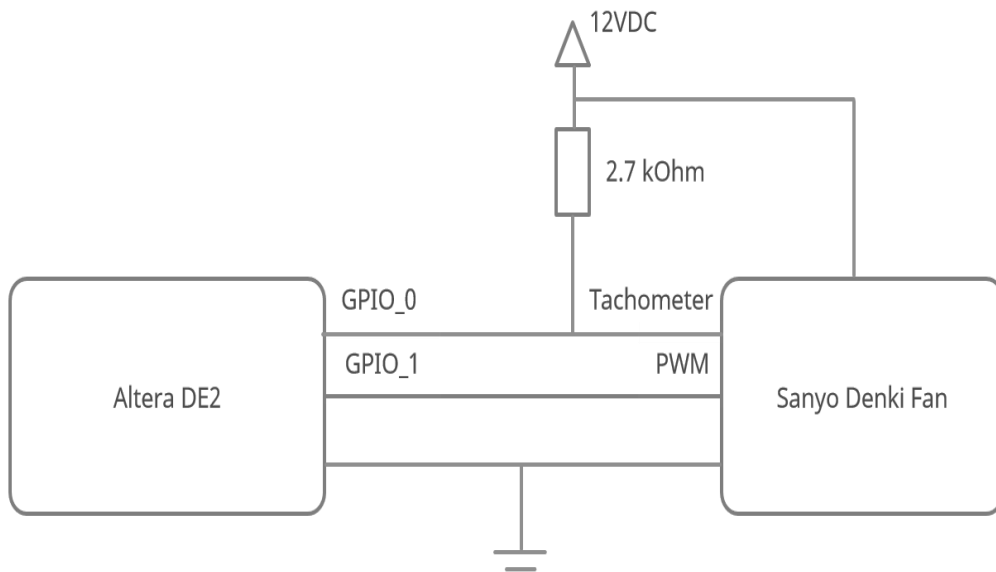 12VDC
2.7 kOhm
GPIO_0
Tachometer
GPIO_1
PWM
Altera DE2
Sanyo Denki Fan